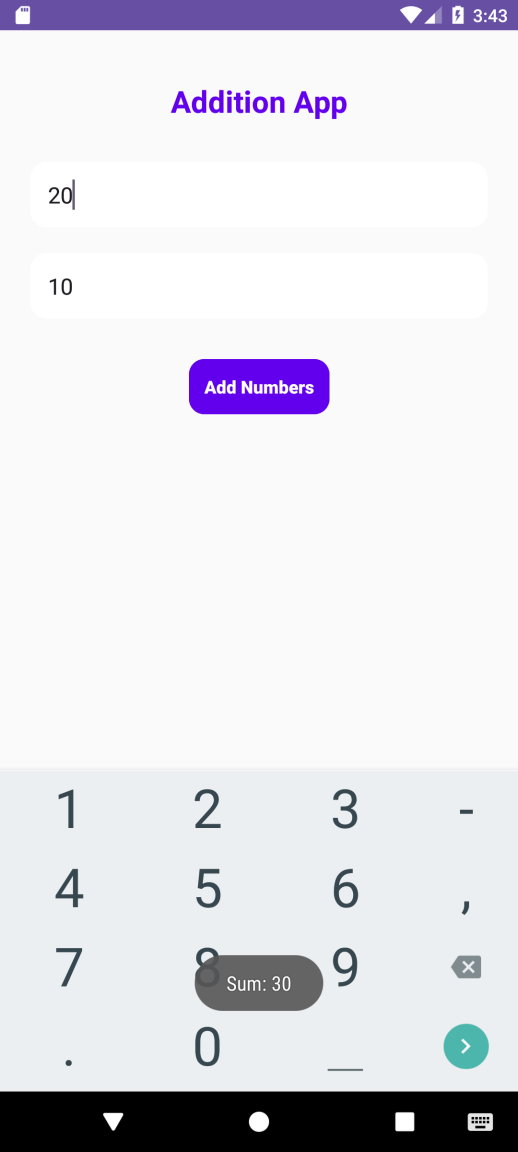 3:43
Addition App
20
10
Add Numbers
1 2 3 -
4 5 6 ,
7 8 9
Sum: 30
. 0 _